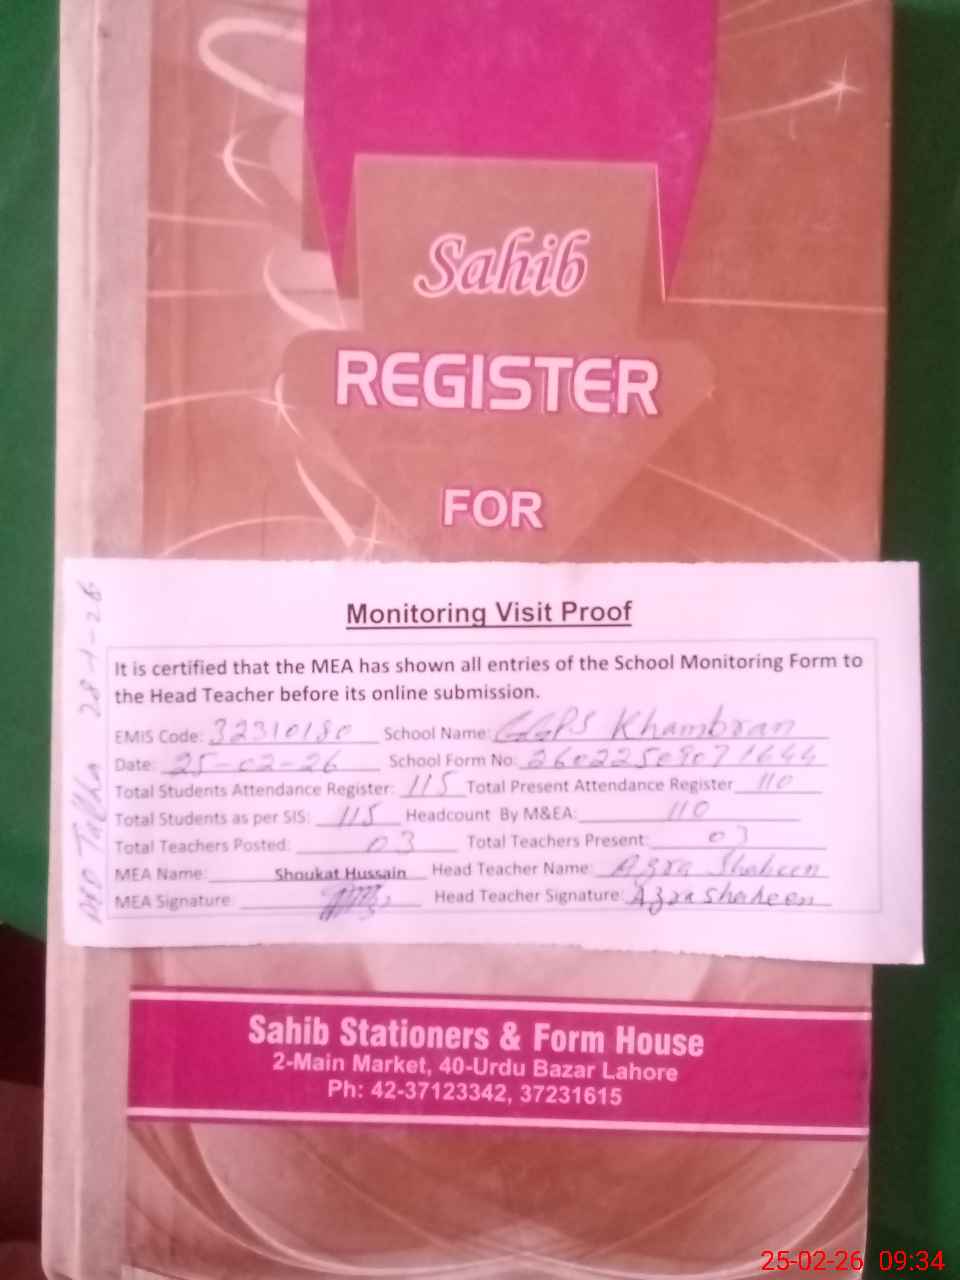 Sahib
REGISTER
FOR
Monitoring Visit Proof
It is certified that the MEA has shown all entries of the School Monitoring Form to
the Head Teacher before its online submission.
EMIS Code: 32310180 School Name: GGPS Khambran
Date: 25-02-26 School Form No: 26022509071644
Total Students Attendance Register: 115 Total Present Attendance Register 110
Total Students as per SIS: 115 Headcount By M&EA: 110
Total Teachers Posted: 03 Total Teachers Present: 03
MEA Name: Shoukat Hussain Head Teacher Name: Azra Shaheen
MEA Signature: Head Teacher Signature: Azra Shaheen
Talha 28-1-26
Sahib Stationers & Form House
2-Main Market, 40-Urdu Bazar Lahore
Ph: 42-37123342, 37231615
25-02-26 09:34